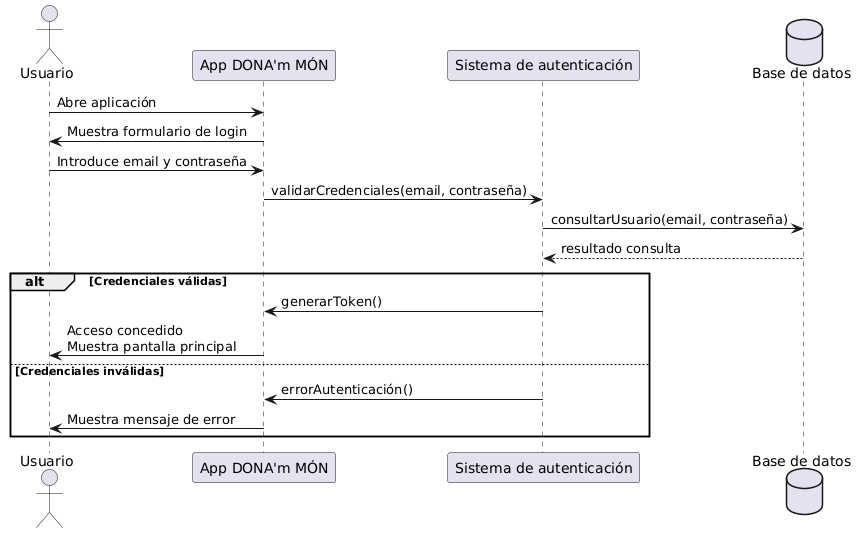 Usuario
App DONA'm MÓN
Sistema de autenticación
Base de datos
Abre aplicación
Muestra formulario de login
Introduce email y contraseña
validarCredenciales(email, contraseña)
consultarUsuario(email, contraseña)
resultado consulta
alt [Credenciales válidas]
generarToken()
Acceso concedido
Muestra pantalla principal
[Credenciales inválidas]
errorAutenticación()
Muestra mensaje de error
Usuario
App DONA'm MÓN
Sistema de autenticación
Base de datos